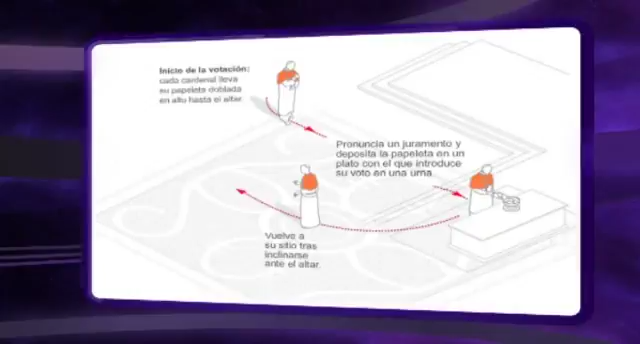 Inicio de la votación:
cada cardenal lleva
su papeleta doblada
en alto hasta el altar
Pronuncia un juramento y
deposita la papeleta en un
plato con el que introduce
su voto en una urna.
Vuelve a
su sitio tras
inclinarse
ante el altar.